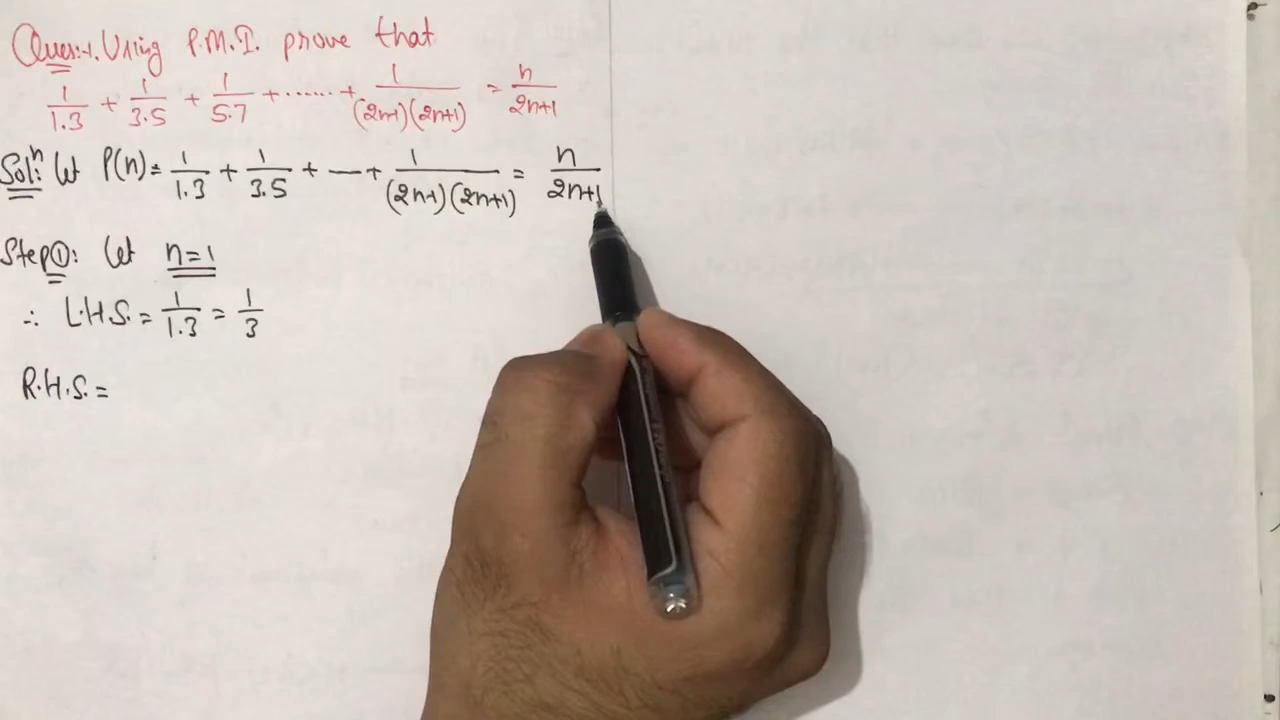 Ques:-1. Using P.M.I. prove that
1/1.3 + 1/3.5 + 1/5.7 + ...... + 1/(2n-1)(2n+1) = n/2n+1
Solⁿ: Let P(n) = 1/1.3 + 1/3.5 + --- + 1/(2n-1)(2n+1) = n/2n+1
Step①: Let n=1
∴ L.H.S. = 1/1.3 = 1/3
R.H.S. =